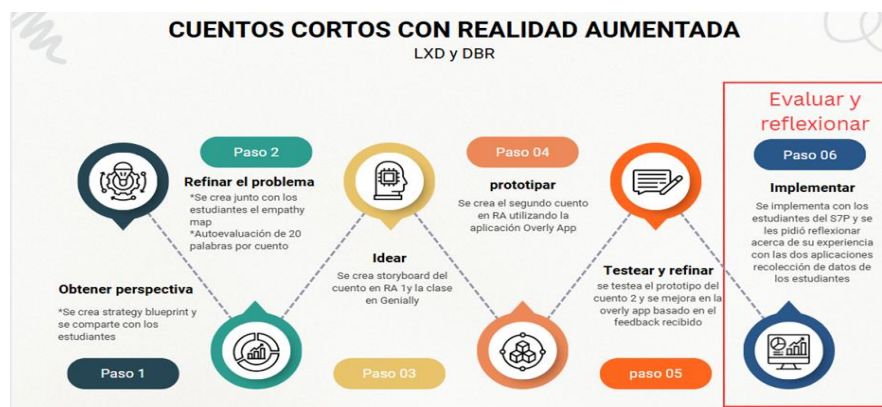 CUENTOS CORTOS CON REALIDAD AUMENTADA
LXD y DBR
Obtener perspectiva
*Se crea strategy blueprint y
se comparte con los
estudiantes
Paso 1
Paso 2
Refinar el problema
*Se crea junto con los
estudiantes el empathy
map
*Autoevaluación de 20
palabras por cuento
Idear
Se crea storyboard del
cuento en RA 1y la clase
en Genially
Paso 03
Paso 04
prototipar
Se crea el segundo cuento
en RA utilizando la
aplicación Overly App
Testear y refinar
se testea el prototipo del
cuento 2 y se mejora en la
overly app basado en el
feedback recibido
paso 05
Evaluar y
reflexionar
Paso 06
Implementar
Se implementa con los
estudiantes del S7P y se
les pidió reflexionar
acerca de su experiencia
con las dos aplicaciones
recolección de datos de
los estudiantes